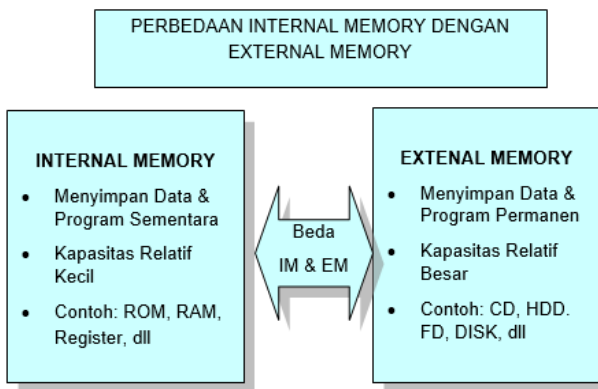 PERBEDAAN INTERNAL MEMORY DENGAN
EXTERNAL MEMORY
INTERNAL MEMORY
• Menyimpan Data &
Program Sementara
• Kapasitas Relatif
Kecil
• Contoh: ROM, RAM,
Register, dll
Beda
IM & EM
EXTENAL MEMORY
• Menyimpan Data &
Program Permanen
• Kapasitas Relatif
Besar
• Contoh: CD, HDD.
FD, DISK, dll